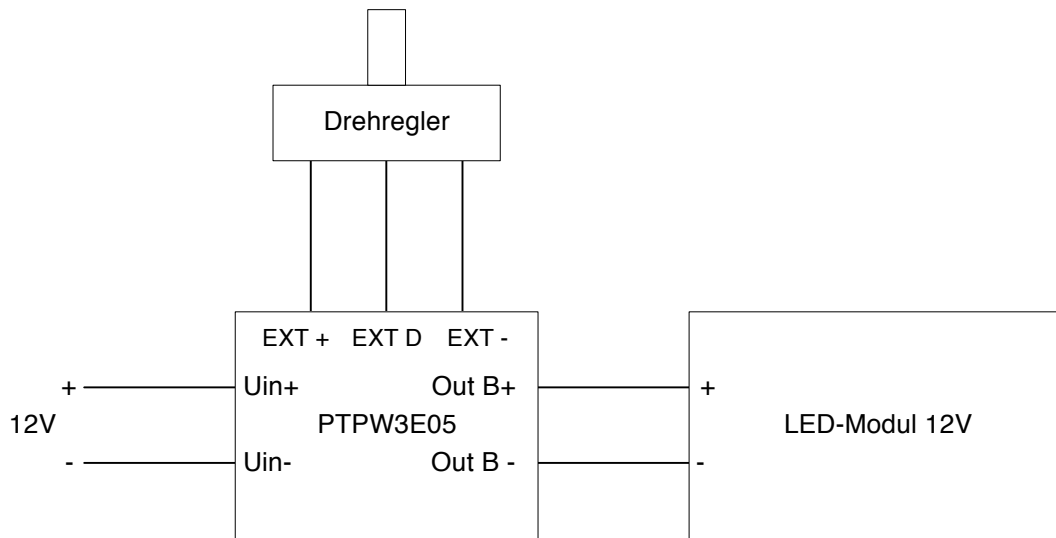 Drehregler
EXT + EXT D EXT -
+ Uin+ Out B+ +
12V PTPW3E05 LED-Modul 12V
- Uin- Out B - -